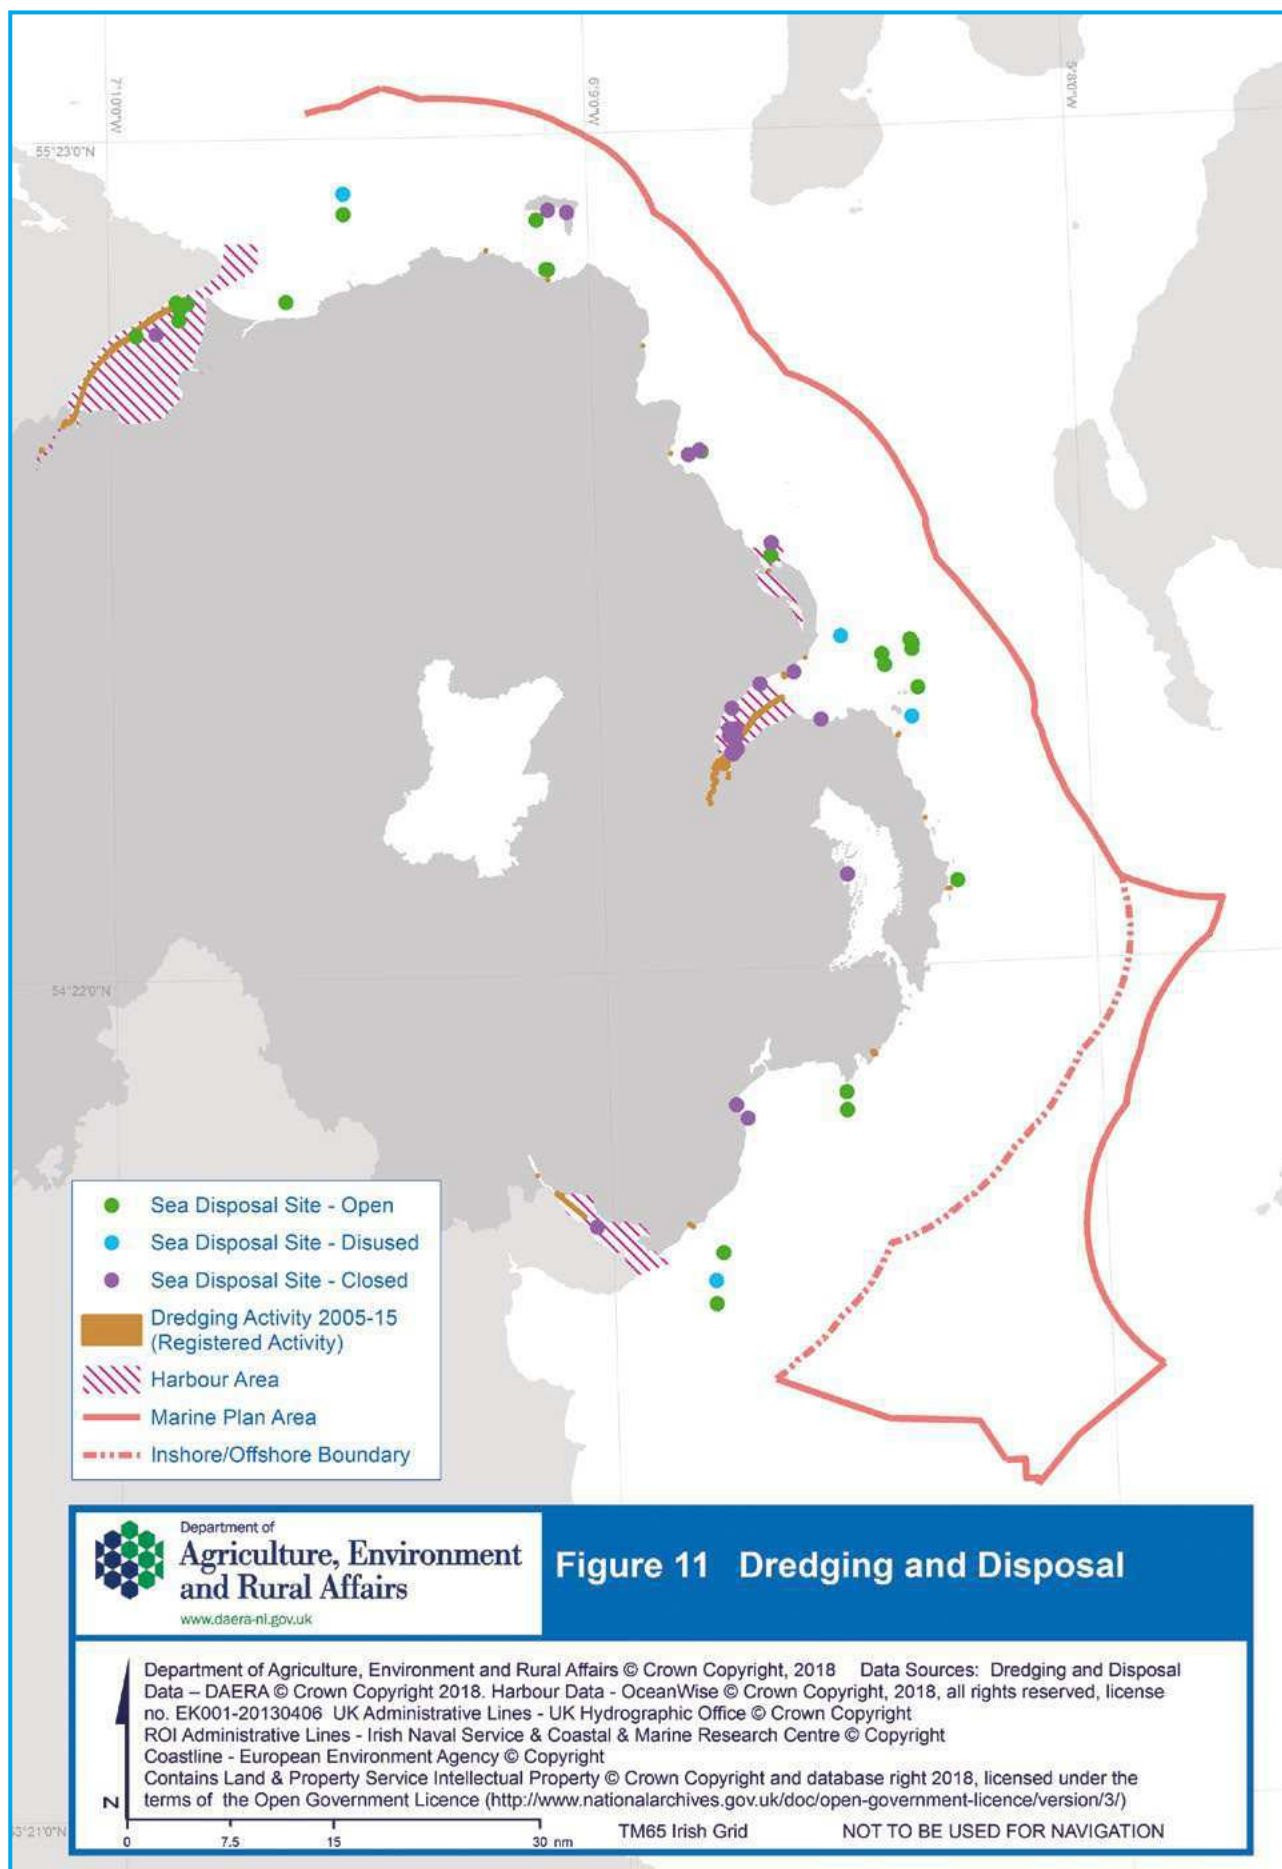 7°10'0"W
6°9'0"W
5°8'0"W
55°23'0"N
54°22'0"N
Sea Disposal Site - Open
Sea Disposal Site - Disused
Sea Disposal Site - Closed
Dredging Activity 2005-15
(Registered Activity)
Harbour Area
Marine Plan Area
Inshore/Offshore Boundary
Department of
Agriculture, Environment
and Rural Affairs
www.daera-ni.gov.uk
Figure 11 Dredging and Disposal
Department of Agriculture, Environment and Rural Affairs © Crown Copyright, 2018 Data Sources: Dredging and Disposal
Data – DAERA © Crown Copyright 2018. Harbour Data - OceanWise © Crown Copyright, 2018, all rights reserved, license
no. EK001-20130406 UK Administrative Lines - UK Hydrographic Office © Crown Copyright
ROI Administrative Lines - Irish Naval Service & Coastal & Marine Research Centre © Copyright
Coastline - European Environment Agency © Copyright
Contains Land & Property Service Intellectual Property © Crown Copyright and database right 2018, licensed under the
terms of the Open Government Licence (http://www.nationalarchives.gov.uk/doc/open-government-licence/version/3/)
N
3°21'0"N
0 7.5 15 30 nm
TM65 Irish Grid
NOT TO BE USED FOR NAVIGATION